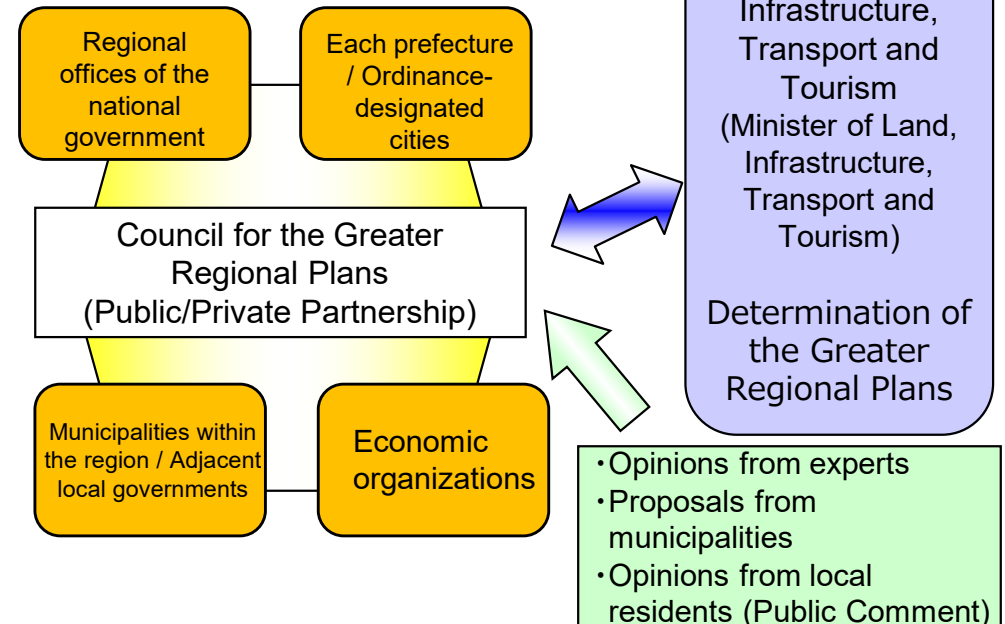 Regional
offices of the
national
government
Each prefecture
/ Ordinance-
designated
cities
Council for the Greater
Regional Plans
(Public/Private Partnership)
Municipalities within
the region / Adjacent
local governments
Economic
organizations
Infrastructure,
Transport and
Tourism
(Minister of Land,
Infrastructure,
Transport and
Tourism)
Determination of
the Greater
Regional Plans
・Opinions from experts
・Proposals from
municipalities
・Opinions from local
residents (Public Comment)